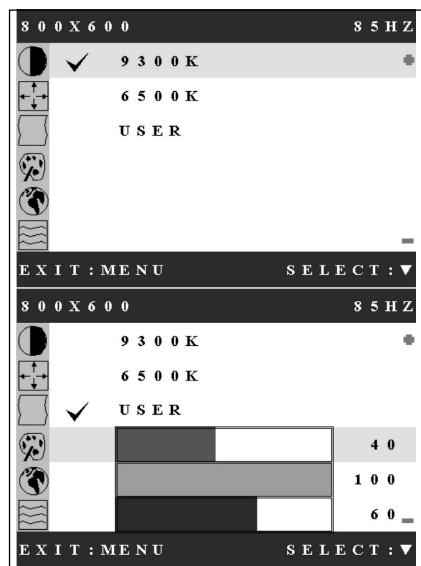 800X600 85HZ
9300K
6500K
USER
EXIT:MENU SELECT:▼
800X600 85HZ
9300K
6500K
USER
40
100
60
EXIT:MENU SELECT:▼